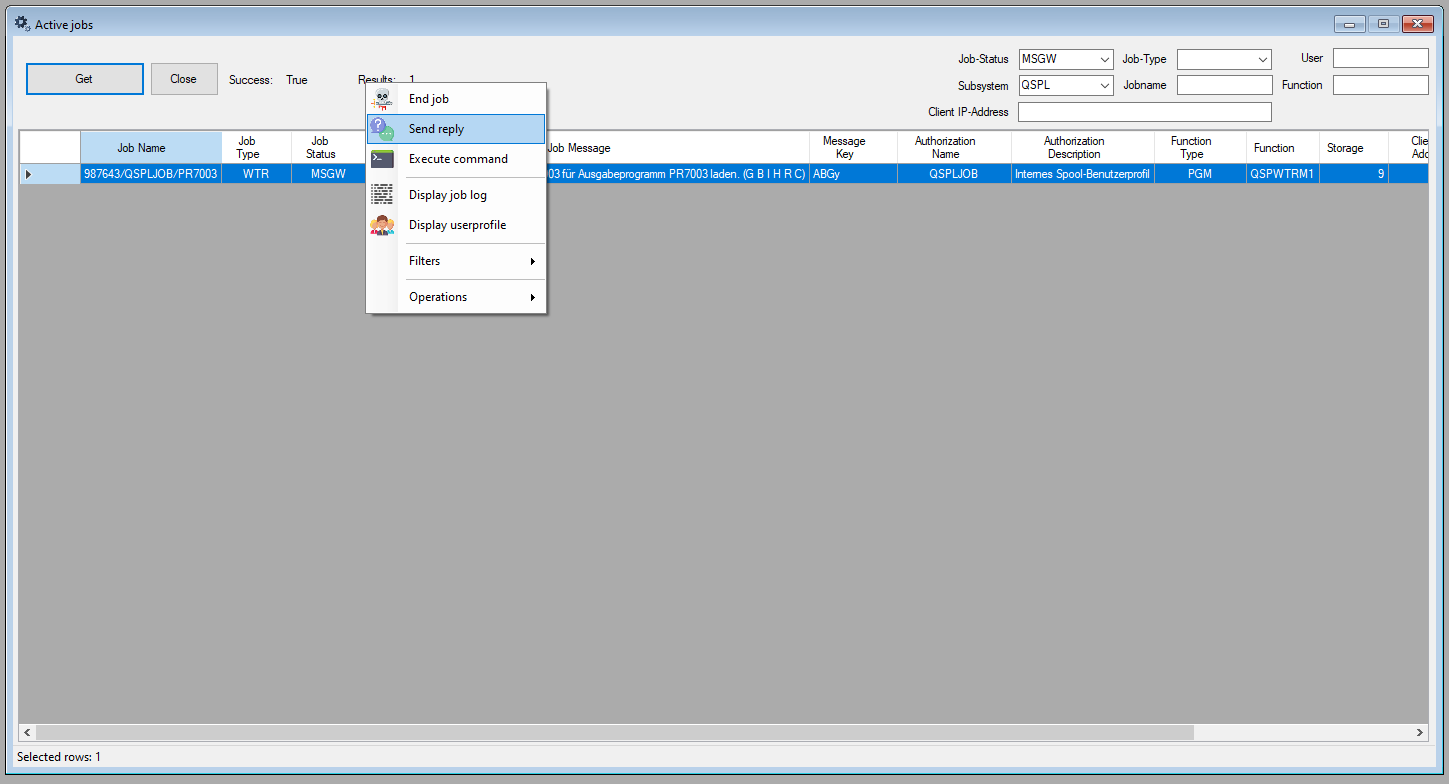 Active jobs
Get Close Success: True Results: 1
Job-Status MSGW Job-Type User
Subsystem QSPL Jobname Function
Client IP-Address
End job
Send reply
Execute command
Display job log
Display userprofile
Filters
Operations
Job Name Job Type Job Status Job Message Message Key Authorization Name Authorization Description Function Type Function Storage
987643/QSPLJOB/PR7003 WTR MSGW 03 für Ausgabeprogramm PR7003 laden. (G B I H R C) ABGy QSPLJOB Internes Spool-Benutzerprofil PGM QSPWTRM1 9
Selected rows: 1